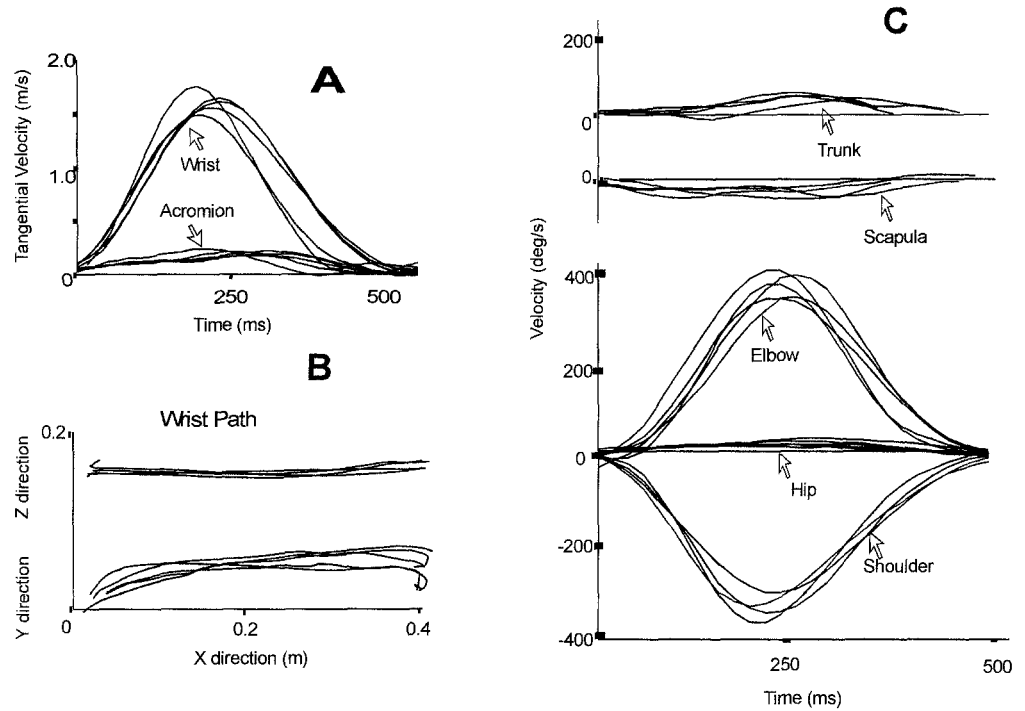 A
2.0
1.0
0
Tangential Velocity (m/s)
Wrist
Acromion
250
500
Time (ms)
B
Wrist Path
0.2
Z direction
Y direction
0
0.2
0.4
X direction (m)
C
200
0
Trunk
0
Scapula
Velocity (deg/s)
400
Elbow
200
0
Hip
-200
Shoulder
-400
250
500
Time (ms)